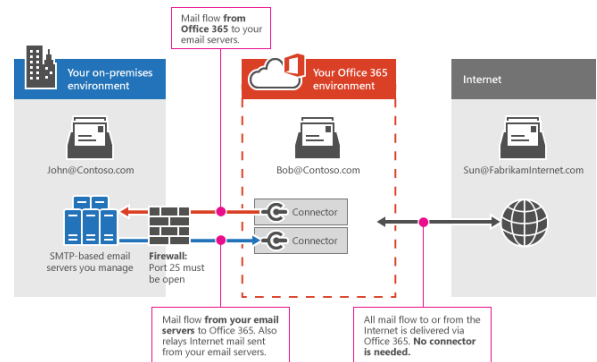 Mail flow from
Office 365 to your
email servers.
Your on-premises
environment
Your Office 365
environment
Internet
John@Contoso.com
Bob@Contoso.com
Sun@FabrikamInternet.com
Connector
Connector
SMTP-based email
servers you manage
Firewall:
Port 25 must
be open
Mail flow from your email
servers to Office 365. Also
relays Internet mail sent
from your email servers.
All mail flow to or from the
Internet is delivered via
Office 365. No connector
is needed.